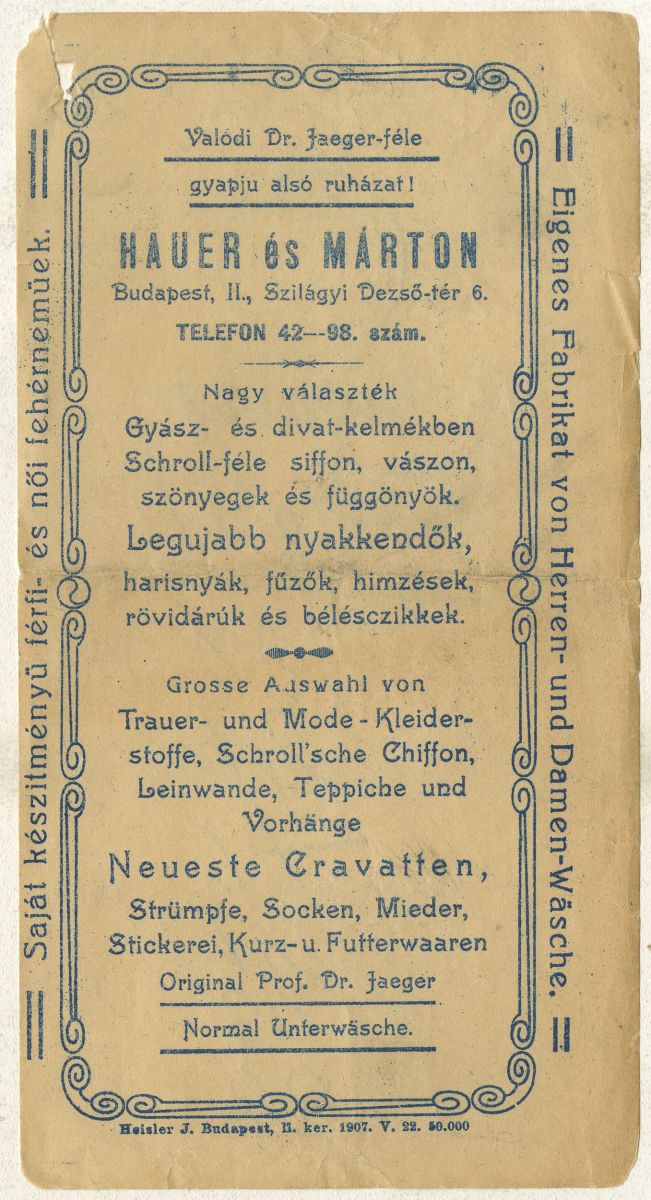 Valódi Dr. Jaeger-féle
gyapju alsó ruházat!
HAUER és MÁRTON
Budapest, II., Szilágyi Dezső-tér 6.
TELEFON 42—98. szám.
Nagy választék
Gyász- és divat-kelmékben
Schroll-féle siffon, vászon,
szönyegek és függönyök.
Legujabb nyakkendők,
harisnyák, fűzők, himzések,
rövidárúk és bélésczikkek.
Grosse Auswahl von
Trauer- und Mode-Kleider-
stoffe, Schroll'sche Chiffon,
Leinwande, Teppiche und
Vorhänge
Neueste Cravatten,
Strümpfe, Socken, Mieder,
Stickerei, Kurz- u. Futterwaaren
Original Prof. Dr. Jaeger
Normal Unterwäsche.
Saját készitményü férfi- és női fehérnemüek.
Eigenes Fabrikat von Herren- und Damen-Wäsche.
Heisler J. Budapest, II. ker. 1907. V. 22. 50.000